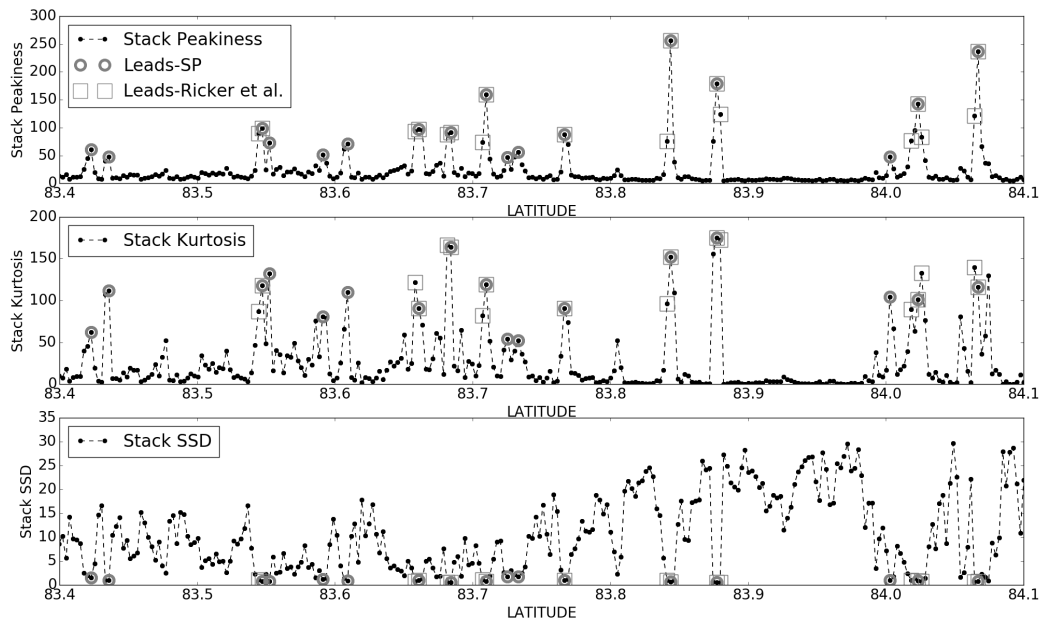 300
250
200
150
100
50
0
Stack Peakiness
Stack Peakiness
Leads-SP
Leads-Ricker et al.
83.4 83.5 83.6 83.7 83.8 83.9 84.0 84.1
LATITUDE
200
150
100
50
0
Stack Kurtosis
Stack Kurtosis
83.4 83.5 83.6 83.7 83.8 83.9 84.0 84.1
LATITUDE
35
30
25
20
15
10
5
0
Stack SSD
Stack SSD
83.4 83.5 83.6 83.7 83.8 83.9 84.0 84.1
LATITUDE